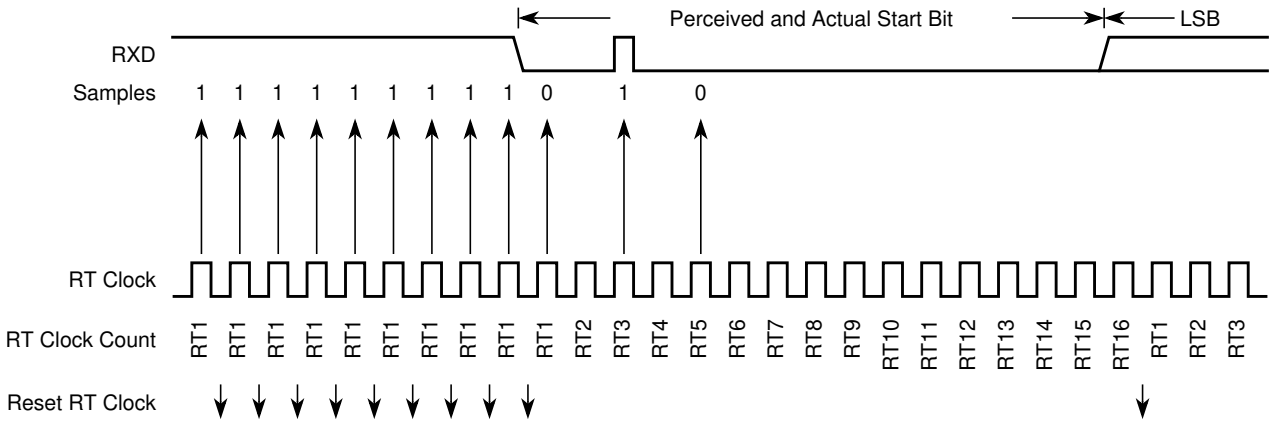 Perceived and Actual Start Bit LSB
RXD
Samples 1 1 1 1 1 1 1 1 1 0 1 0
RT Clock
RT Clock Count RT1 RT1 RT1 RT1 RT1 RT1 RT1 RT1 RT1 RT1 RT2 RT3 RT4 RT5 RT6 RT7 RT8 RT9 RT10 RT11 RT12 RT13 RT14 RT15 RT16 RT1 RT2 RT3
Reset RT Clock